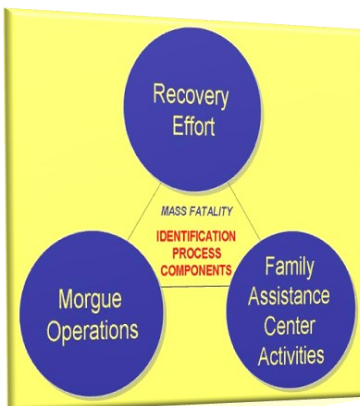 Recovery
Effort
MASS FATALITY
IDENTIFICATION
PROCESS
COMPONENTS
Morgue
Operations
Family
Assistance
Center
Activities